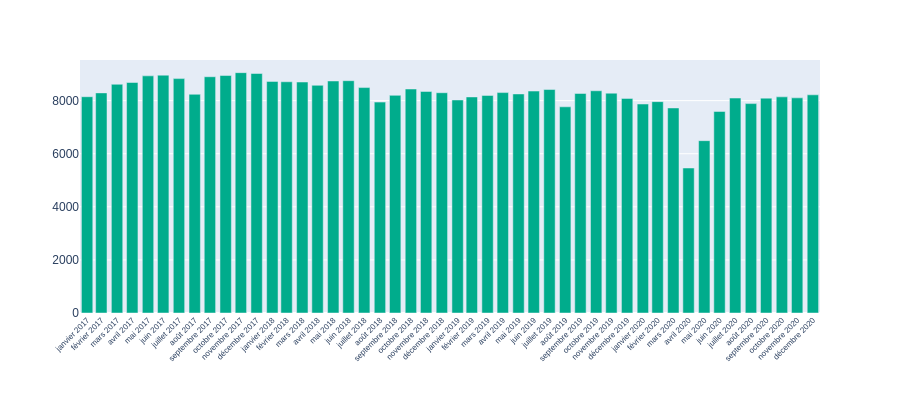 8000
6000
4000
2000
0
janvier 2017
février 2017
mars 2017
avril 2017
mai 2017
juin 2017
juillet 2017
août 2017
septembre 2017
octobre 2017
novembre 2017
décembre 2017
janvier 2018
février 2018
mars 2018
avril 2018
mai 2018
juin 2018
juillet 2018
août 2018
septembre 2018
octobre 2018
novembre 2018
décembre 2018
janvier 2019
février 2019
mars 2019
avril 2019
mai 2019
juin 2019
juillet 2019
août 2019
septembre 2019
octobre 2019
novembre 2019
décembre 2019
janvier 2020
février 2020
mars 2020
avril 2020
mai 2020
juin 2020
juillet 2020
août 2020
septembre 2020
octobre 2020
novembre 2020
décembre 2020